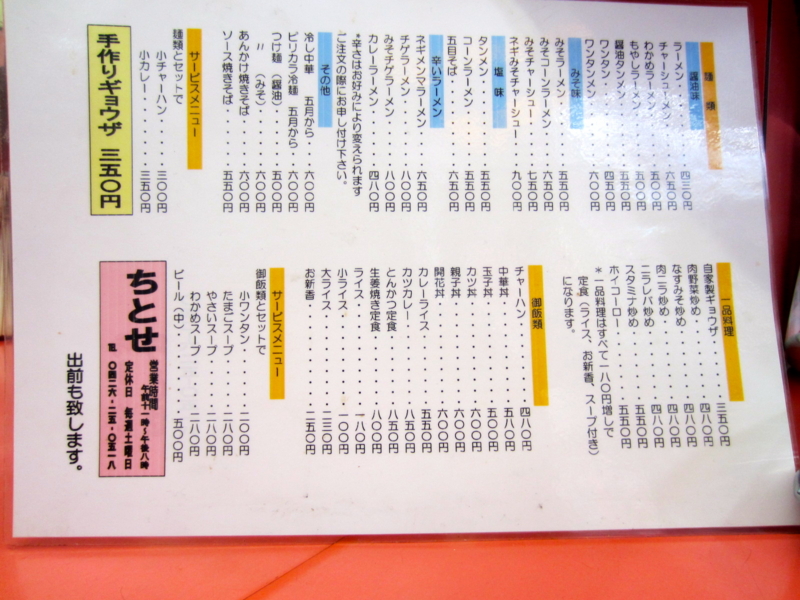 麺類
醤油味
ラーメン・・・・・・四三〇円
チャーシューメン・・・六五〇円
わかめラーメン・・・・五五〇円
もやしラーメン・・・・五五〇円
醤油タンメン・・・・・五五〇円
ワンタン・・・・・・・四五〇円
ワンタンメン・・・・・六〇〇円
みそ味
みそラーメン・・・・・五五〇円
みそコーンラーメン・・六五〇円
みそチャーシュー・・・七五〇円
ネギみそチャーシュー・・九〇〇円
塩味
タンメン・・・・・・・五五〇円
コーンラーメン・・・・五五〇円
五目そば・・・・・・・六五〇円
辛いラーメン
ネギメンマラーメン・・六五〇円
チゲラーメン・・・・・八〇〇円
みそチゲラーメン・・・八〇〇円
カレーラーメン・・・・四八〇円
*辛さはお好みにより変えられます
ご注文の際にお申し付け下さい。
その他
冷し中華 五月から・・六〇〇円
ピリカラ冷麺 五月から・六〇〇円
つけ麺(醤油)・・・・五〇〇円
〃(みそ)・・・・六〇〇円
あんかけ焼きそば・・・六〇〇円
ソース焼きそば・・・・五五〇円
サービスメニュー
麺類とセットで
小チャーハン・・・・三〇〇円
小カレー・・・・・・三五〇円
手作りギョウザ 三五〇円
一品料理
自家製ギョウザ・・・・三五〇円
肉野菜炒め・・・・・・四八〇円
なすみそ炒め・・・・・四八〇円
肉ニラ炒め・・・・・・四八〇円
ニラレバ炒め・・・・・四八〇円
スタミナ炒め・・・・・五五〇円
ホイコーロー・・・・・五五〇円
*一品料理はすべて一八〇円増しで
定食(ライス、お新香、スープ付き)
になります。
御飯類
チャーハン・・・・・・四八〇円
中華丼・・・・・・・・五八〇円
玉子丼・・・・・・・・五〇〇円
カツ丼・・・・・・・・六〇〇円
親子丼・・・・・・・・六〇〇円
開花丼・・・・・・・・六〇〇円
カレーライス・・・・・五五〇円
カツカレー・・・・・・八五〇円
とんかつ定食・・・・・八五〇円
生姜焼き定食・・・・・八〇〇円
ライス・・・・・・・・一八〇円
小ライス・・・・・・・一〇〇円
大ライス・・・・・・・二三〇円
お新香・・・・・・・・二五〇円
サービスメニュー
御飯類とセットで
小ワンタン・・・・・二〇〇円
たまごスープ・・・・二八〇円
やさいスープ・・・・二八〇円
わかめスープ・・・・二八〇円
ビール(中)・・・・・五〇〇円
ちとせ
営業時間
午前十一時〜午後八時
定休日 毎週土曜日
℡ 〇四二六・二五・〇五一八
出前も致します。